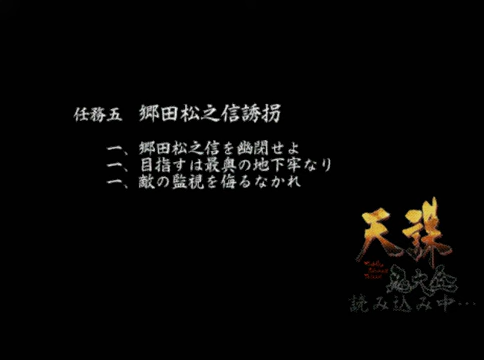 任務五 郷田松之信誘拐
一、郷田松之信を幽閉せよ
一、目指すは最奥の地下牢なり
一、敵の監視を侮るなかれ
天誅
読み込み中…